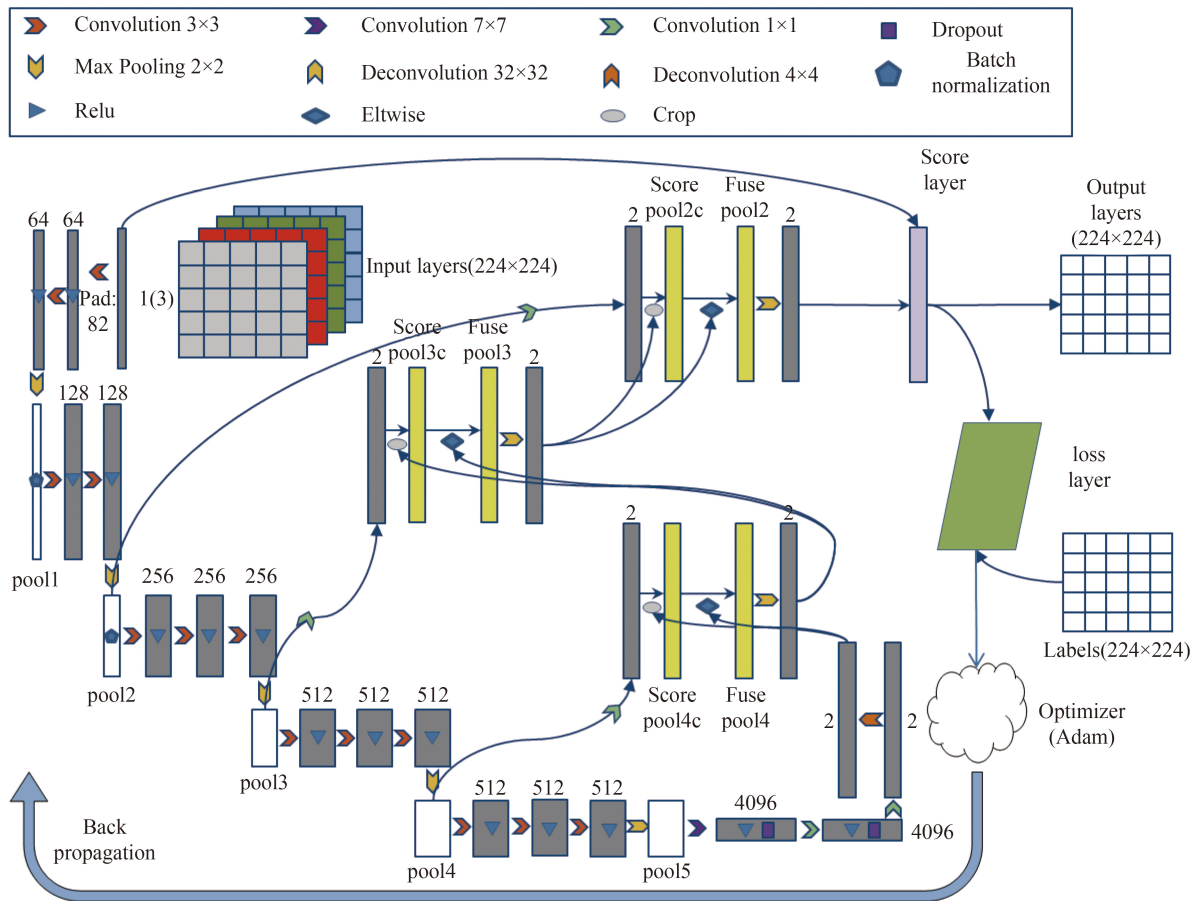 Convolution 3×3
Convolution 7×7
Convolution 1×1
Dropout
Max Pooling 2×2
Deconvolution 32×32
Deconvolution 4×4
Batch
normalization
Relu
Eltwise
Crop
Score
layer
Output
layers
(224×224)
Score
pool2c
Fuse
pool2
2
2
64
64
Pad:
82
1(3)
Input layers(224×224)
Score
pool3c
Fuse
pool3
2
2
128
128
pool1
loss
layer
2
2
256
256
256
pool2
Labels(224×224)
Score
pool4c
Fuse
pool4
512
512
512
pool3
2
2
Optimizer
(Adam)
512
512
512
4096
4096
pool4
pool5
Back
propagation